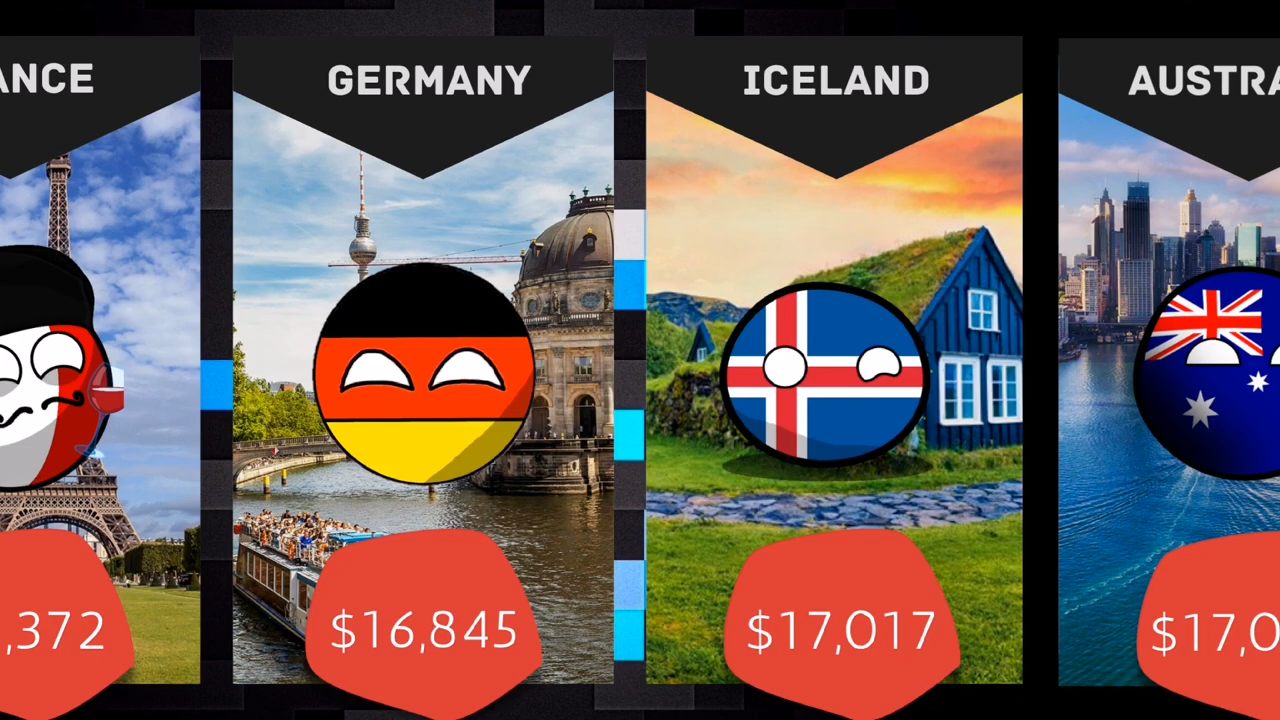 ANCE
GERMANY
ICELAND
AUSTRA
,372
$16,845
$17,017
$17,0